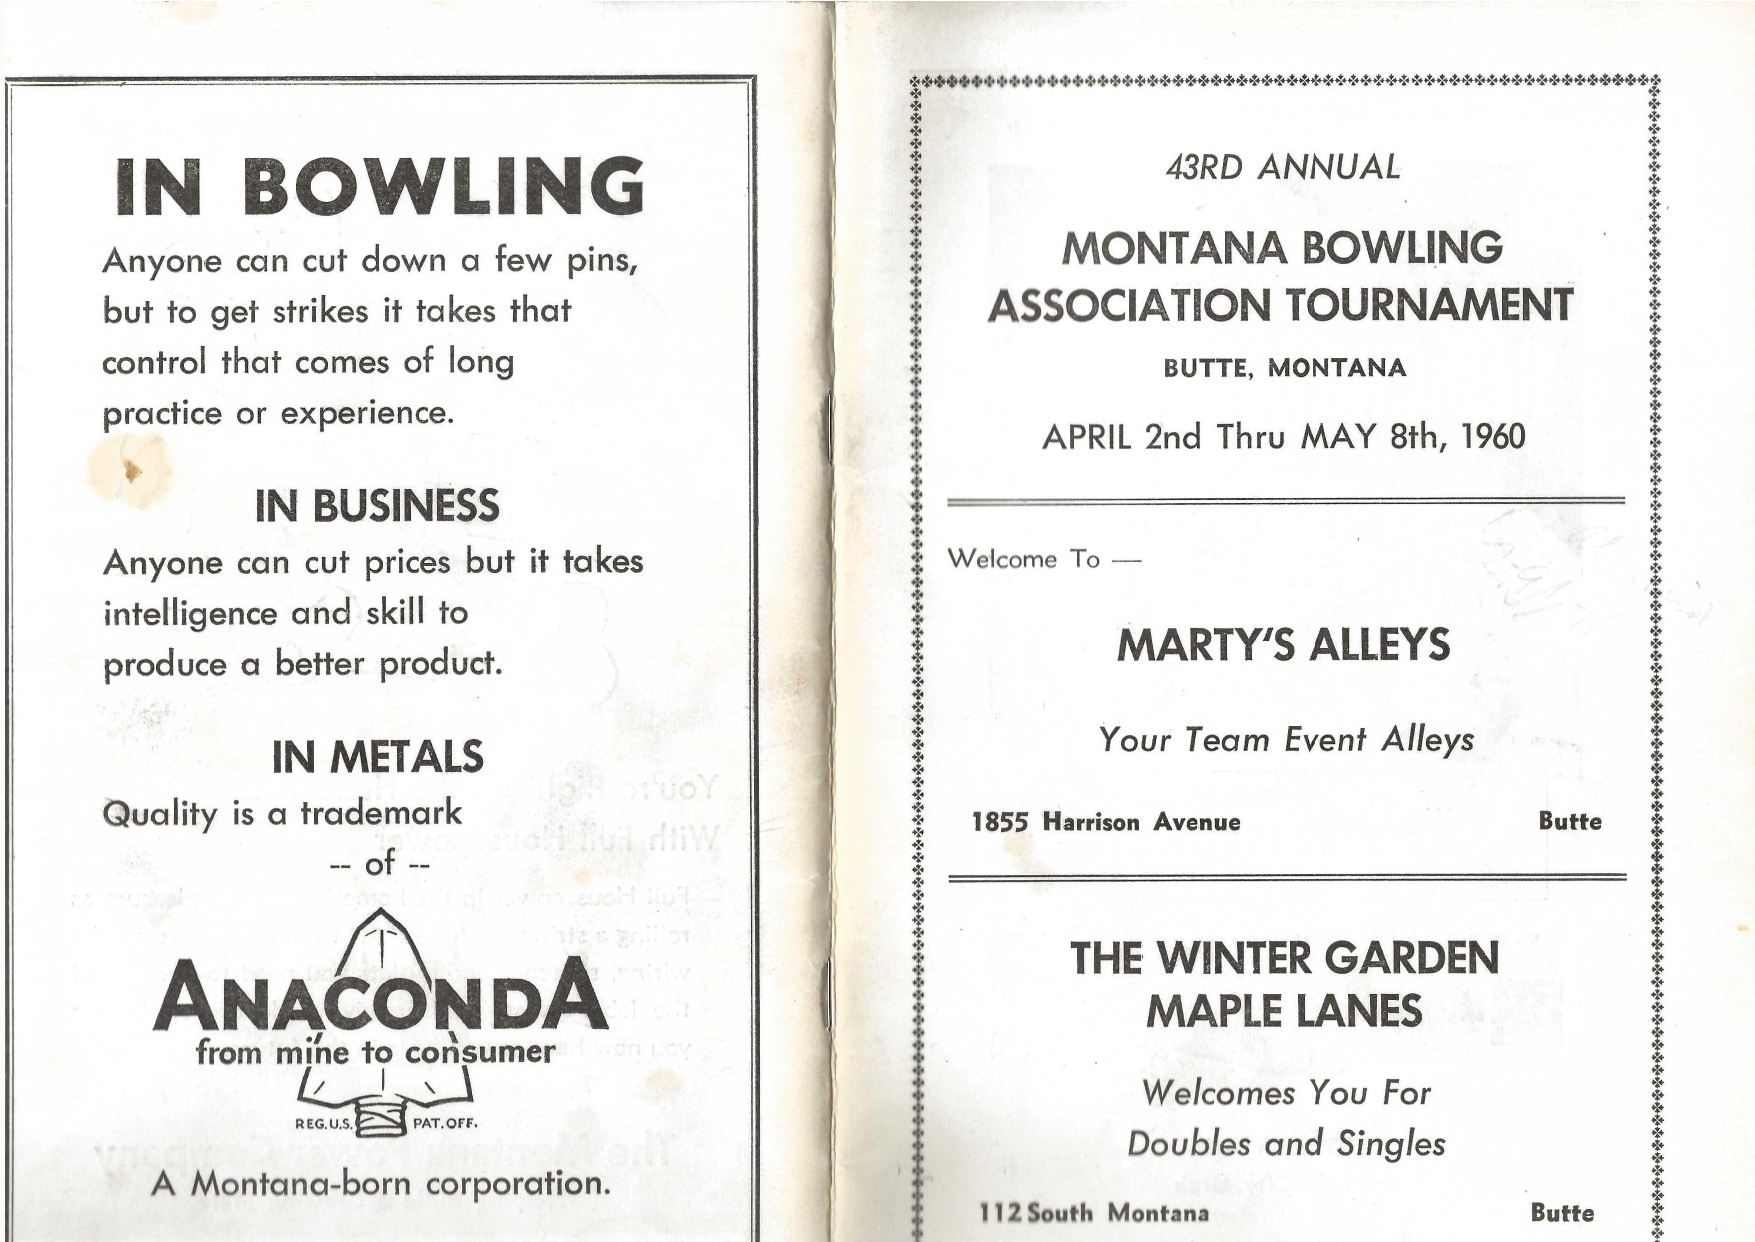 IN BOWLING
Anyone can cut down a few pins,
but to get strikes it takes that
control that comes of long
practice or experience.
IN BUSINESS
Anyone can cut prices but it takes
intelligence and skill to
produce a better product.
IN METALS
Quality is a trademark
-- of --
ANACONDA
from mine to consumer
REG.U.S. PAT.OFF.
A Montana-born corporation.
43RD ANNUAL
MONTANA BOWLING
ASSOCIATION TOURNAMENT
BUTTE, MONTANA
APRIL 2nd Thru MAY 8th, 1960
Welcome To —
MARTY'S ALLEYS
Your Team Event Alleys
1855 Harrison Avenue Butte
THE WINTER GARDEN
MAPLE LANES
Welcomes You For
Doubles and Singles
112 South Montana Butte